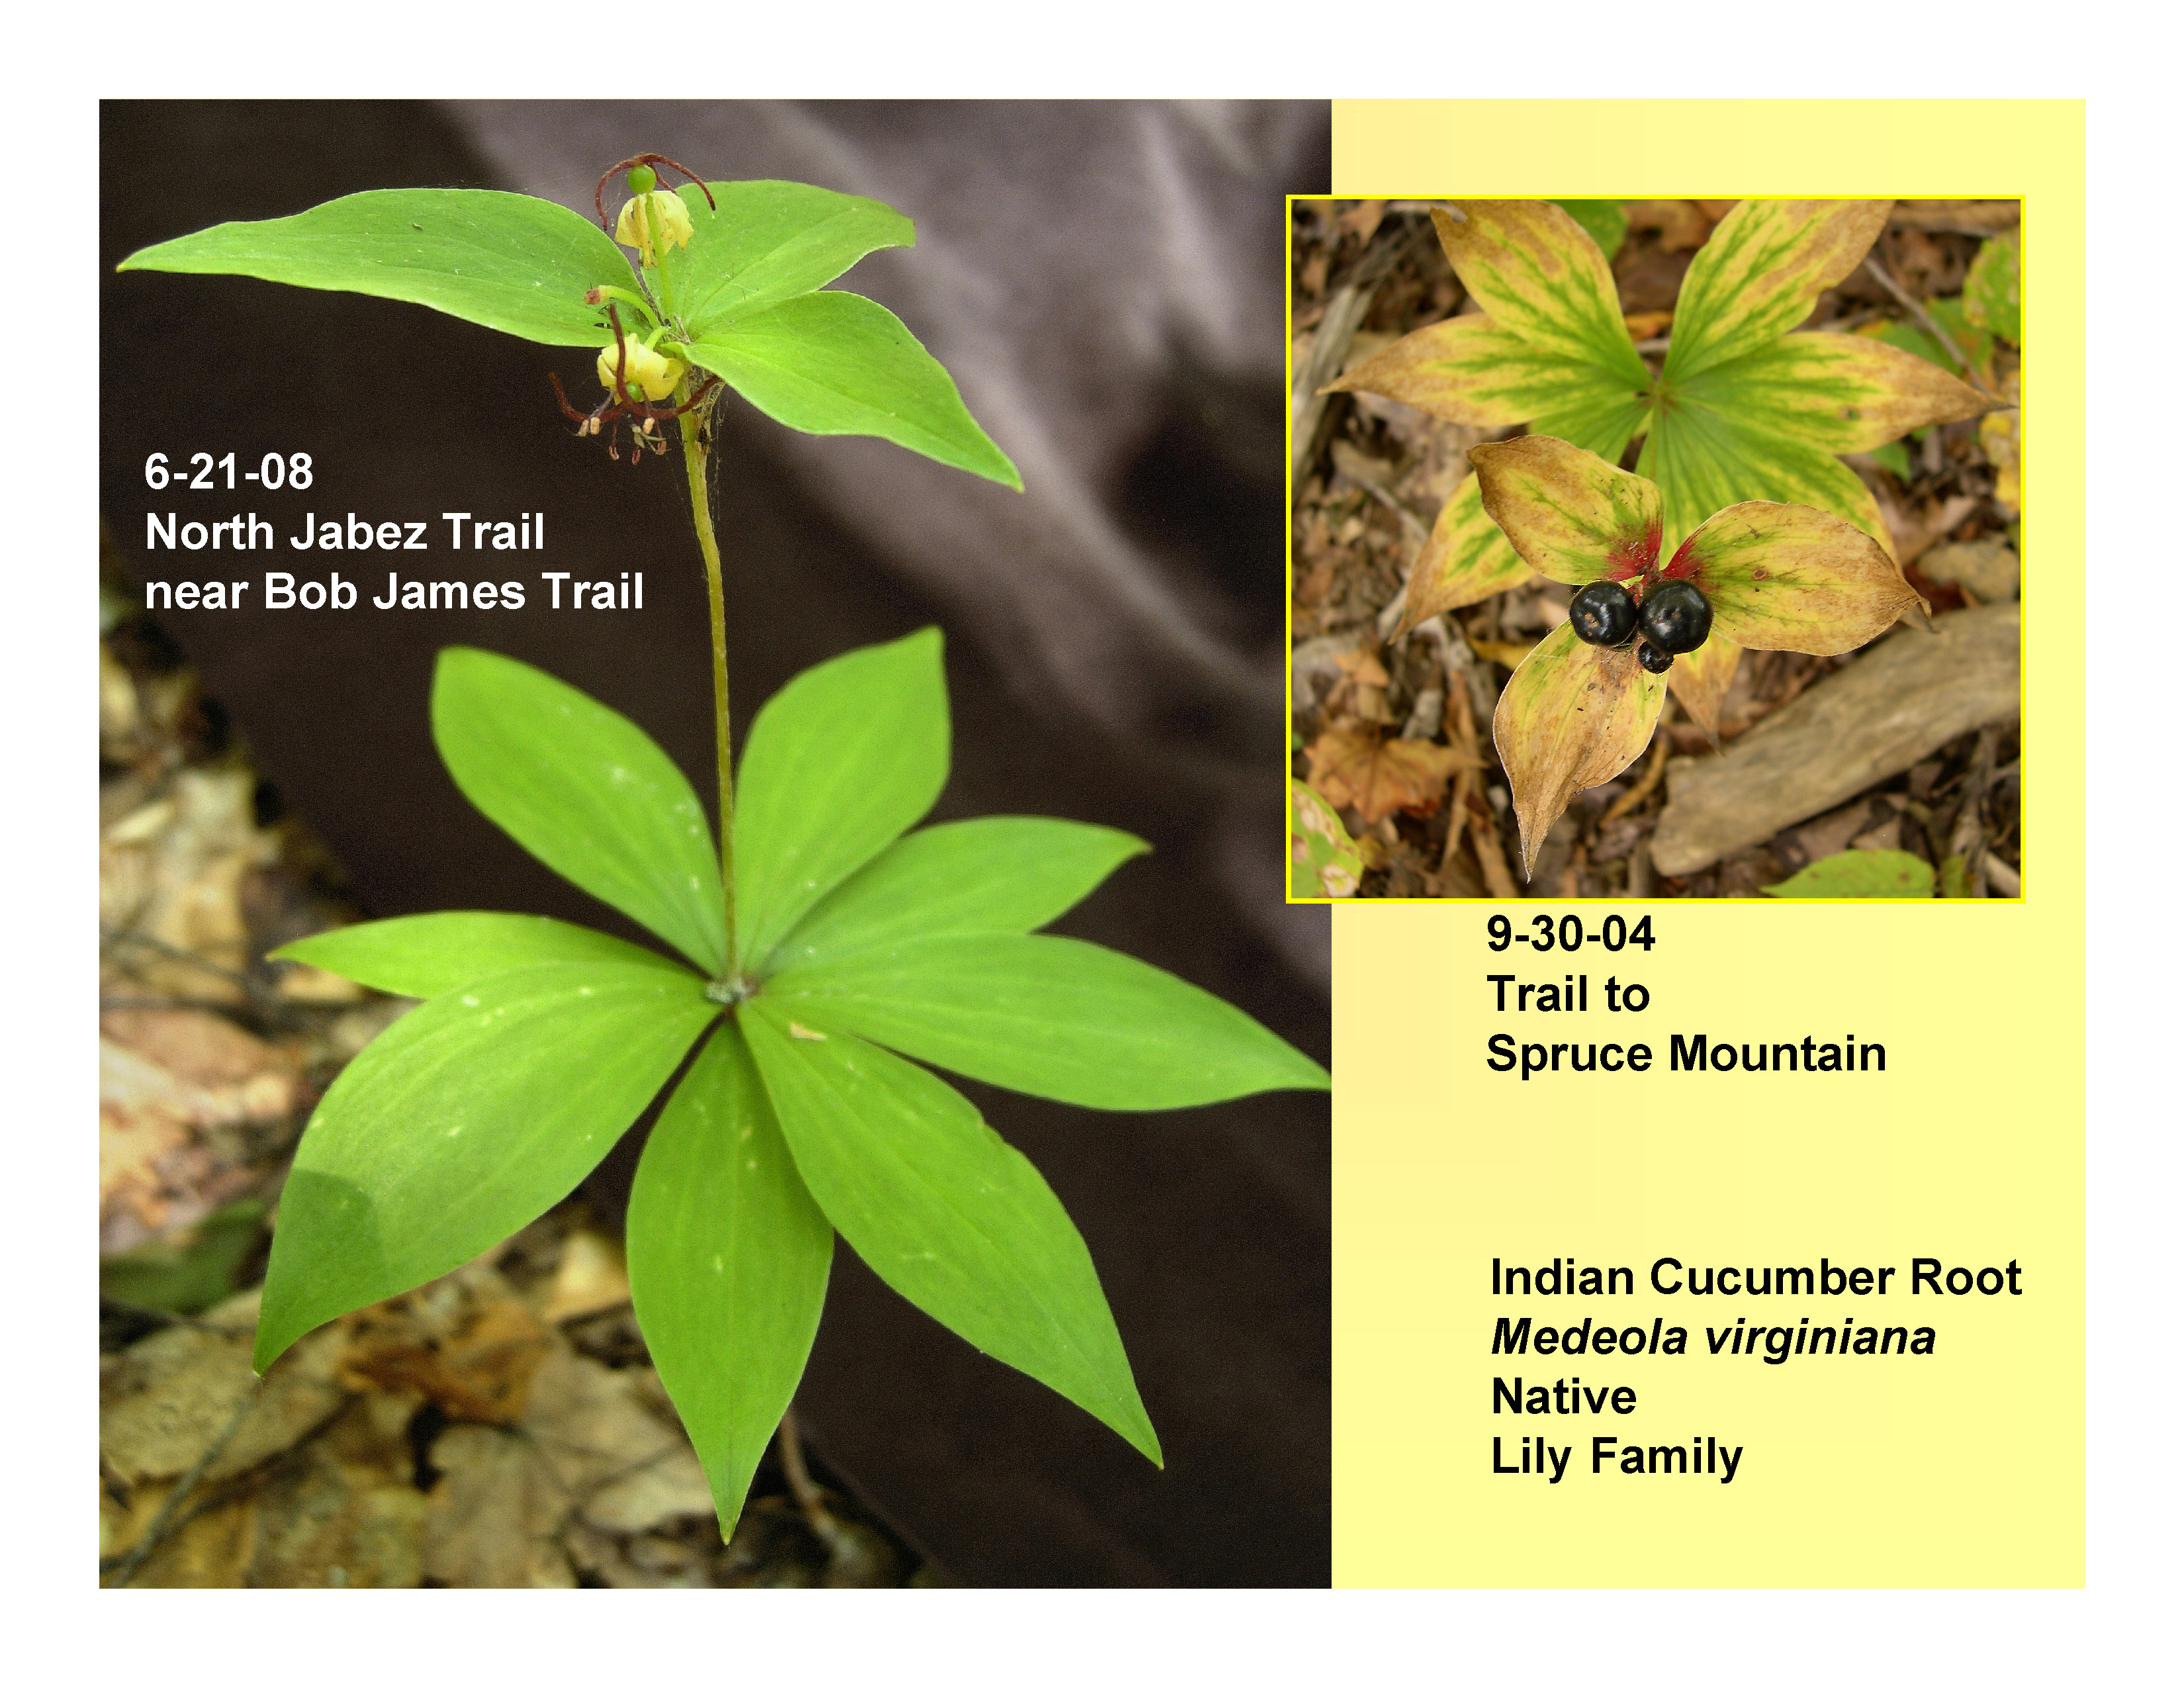 6-21-08
North Jabez Trail
near Bob James Trail
9-30-04
Trail to
Spruce Mountain
Indian Cucumber Root
Medeola virginiana
Native
Lily Family